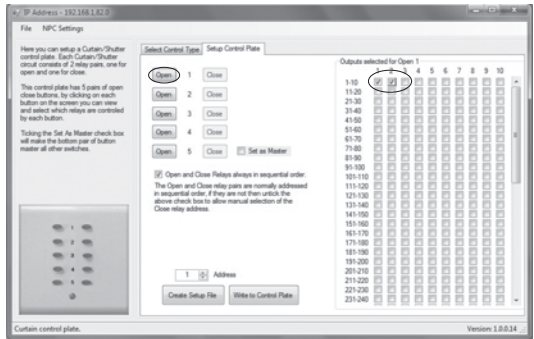 IP Address - 192.168.1.82.0
File NPC Settings
Here you can setup a Curtain/Shutter
control plate. Each Curtain/Shutter
circuit consists of 2 relay pairs, one for
open and one for close.
This control plate has 5 pairs of open
close buttons, by clicking on each
button on the screen you can view
and select which relays are controled
by each button.
Ticking the Set As Master check box
will make the bottom pair of button
master all other switches.
1
2
3
4
5
Select Control Type Setup Control Plate
Open 1 Close
Open 2 Close
Open 3 Close
Open 4 Close
Open 5 Close Set as Master
Open and Close Relays always in sequential order.
The Open and Close relay pairs are normally addressed
in sequential order, if they are not then untick the
above check box to allow manual selection of the
Close relay address.
1 Address
Create Setup File Write to Control Plate
Outputs selected for Open 1
1 2 3 4 5 6 7 8 9 10
1-10
11-20
21-30
31-40
41-50
51-60
61-70
71-80
81-90
91-100
101-110
111-120
121-130
131-140
141-150
151-160
161-170
171-180
181-190
191-200
201-210
211-220
221-230
231-240
Curtain control plate. Version: 1.0.0.14